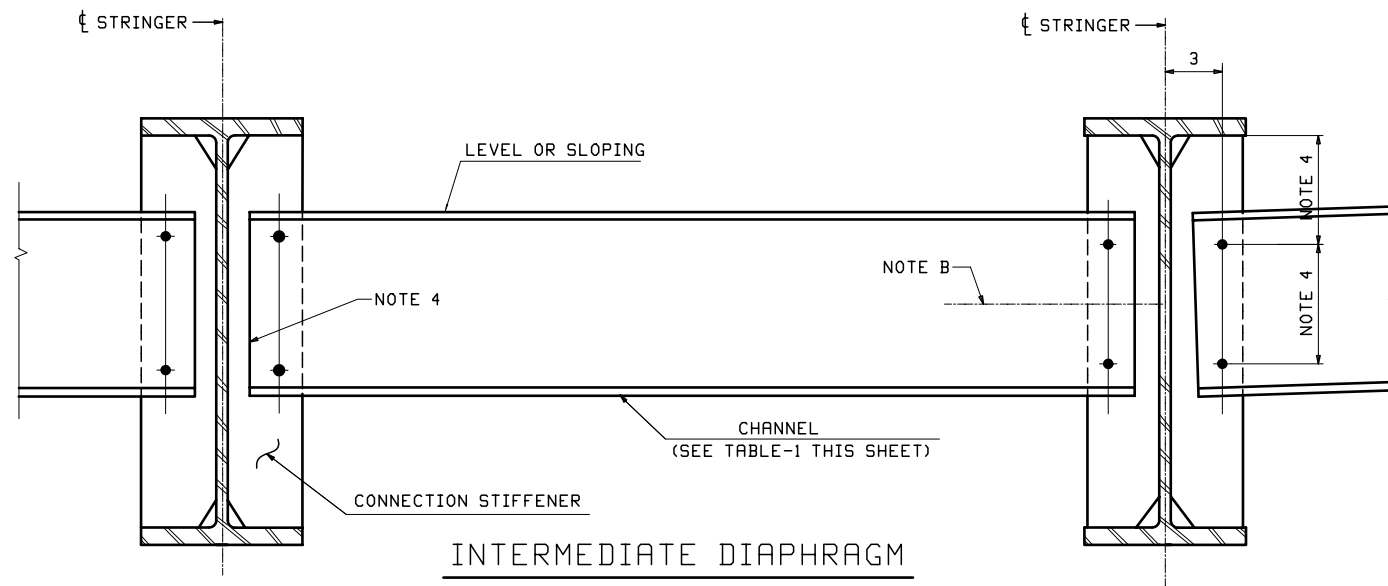 ℄ STRINGER
℄ STRINGER
3
LEVEL OR SLOPING
NOTE 4
NOTE B
NOTE 4
NOTE 4
CHANNEL
(SEE TABLE-1 THIS SHEET)
CONNECTION STIFFENER
INTERMEDIATE DIAPHRAGM